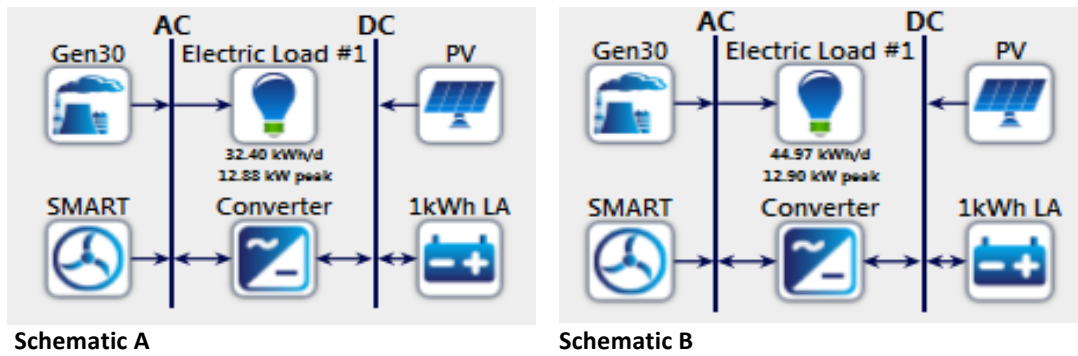 AC DC
Gen30 Electric Load #1 PV
32.40 kWh/d
12.88 kW peak
SMART Converter 1kWh LA
Schematic A
AC DC
Gen30 Electric Load #1 PV
44.97 kWh/d
12.90 kW peak
SMART Converter 1kWh LA
Schematic B